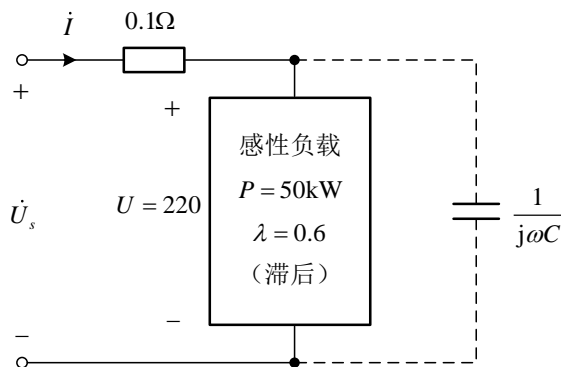 İ
0.1Ω
+
+
感性负载
P = 50kW
U = 220
U̇s
λ = 0.6
（滞后）
1
jωC
−
−